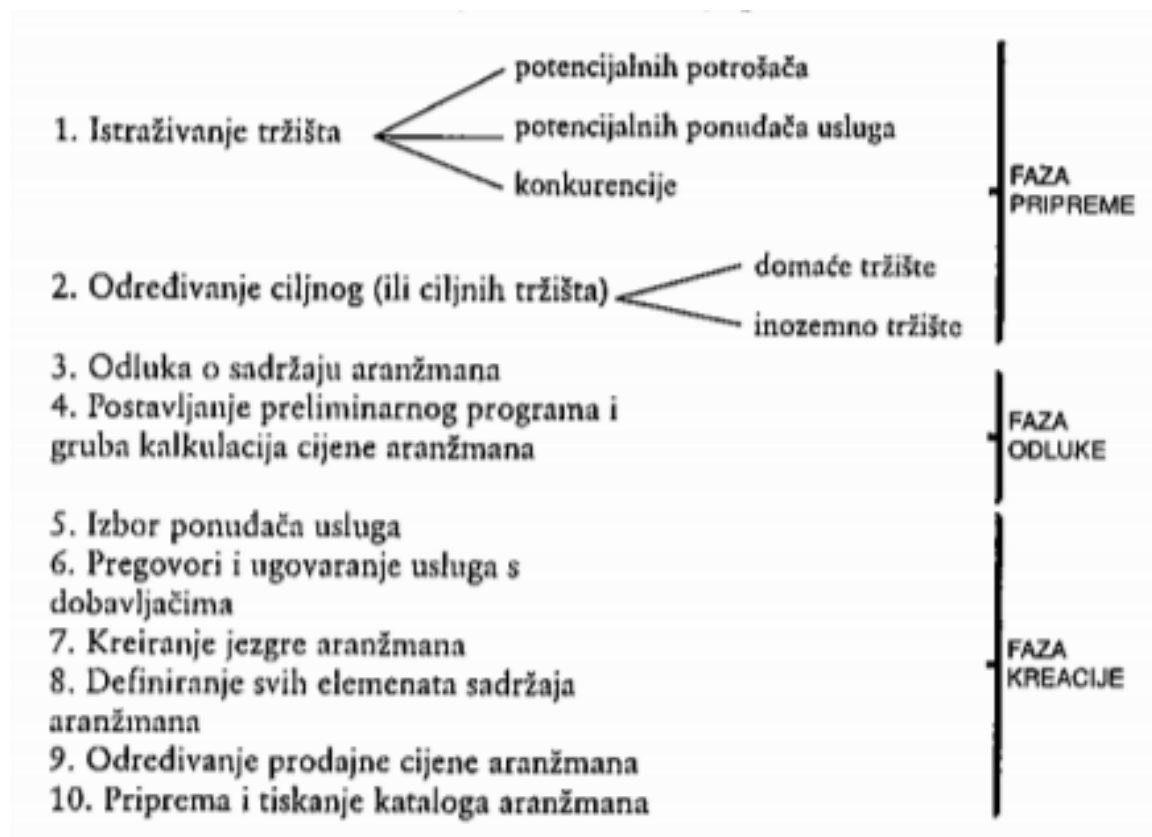 potencijalnih potrošača
1. Istraživanje tržišta
potencijalnih ponuđača usluga
konkurencije
FAZA
PRIPREME
2. Određivanje ciljnog (ili ciljnih tržišta)
domaće tržište
inozemno tržište
3. Odluka o sadržaju aranžmana
4. Postavljanje preliminarnog programa i
gruba kalkulacija cijene aranžmana
FAZA
ODLUKE
5. Izbor ponuđača usluga
6. Pregovori i ugovaranje usluga s
dobavljačima
7. Kreiranje jezgre aranžmana
8. Definiranje svih elemenata sadržaja
aranžmana
9. Određivanje prodajne cijene aranžmana
10. Priprema i tiskanje kataloga aranžmana
FAZA
KREACIJE